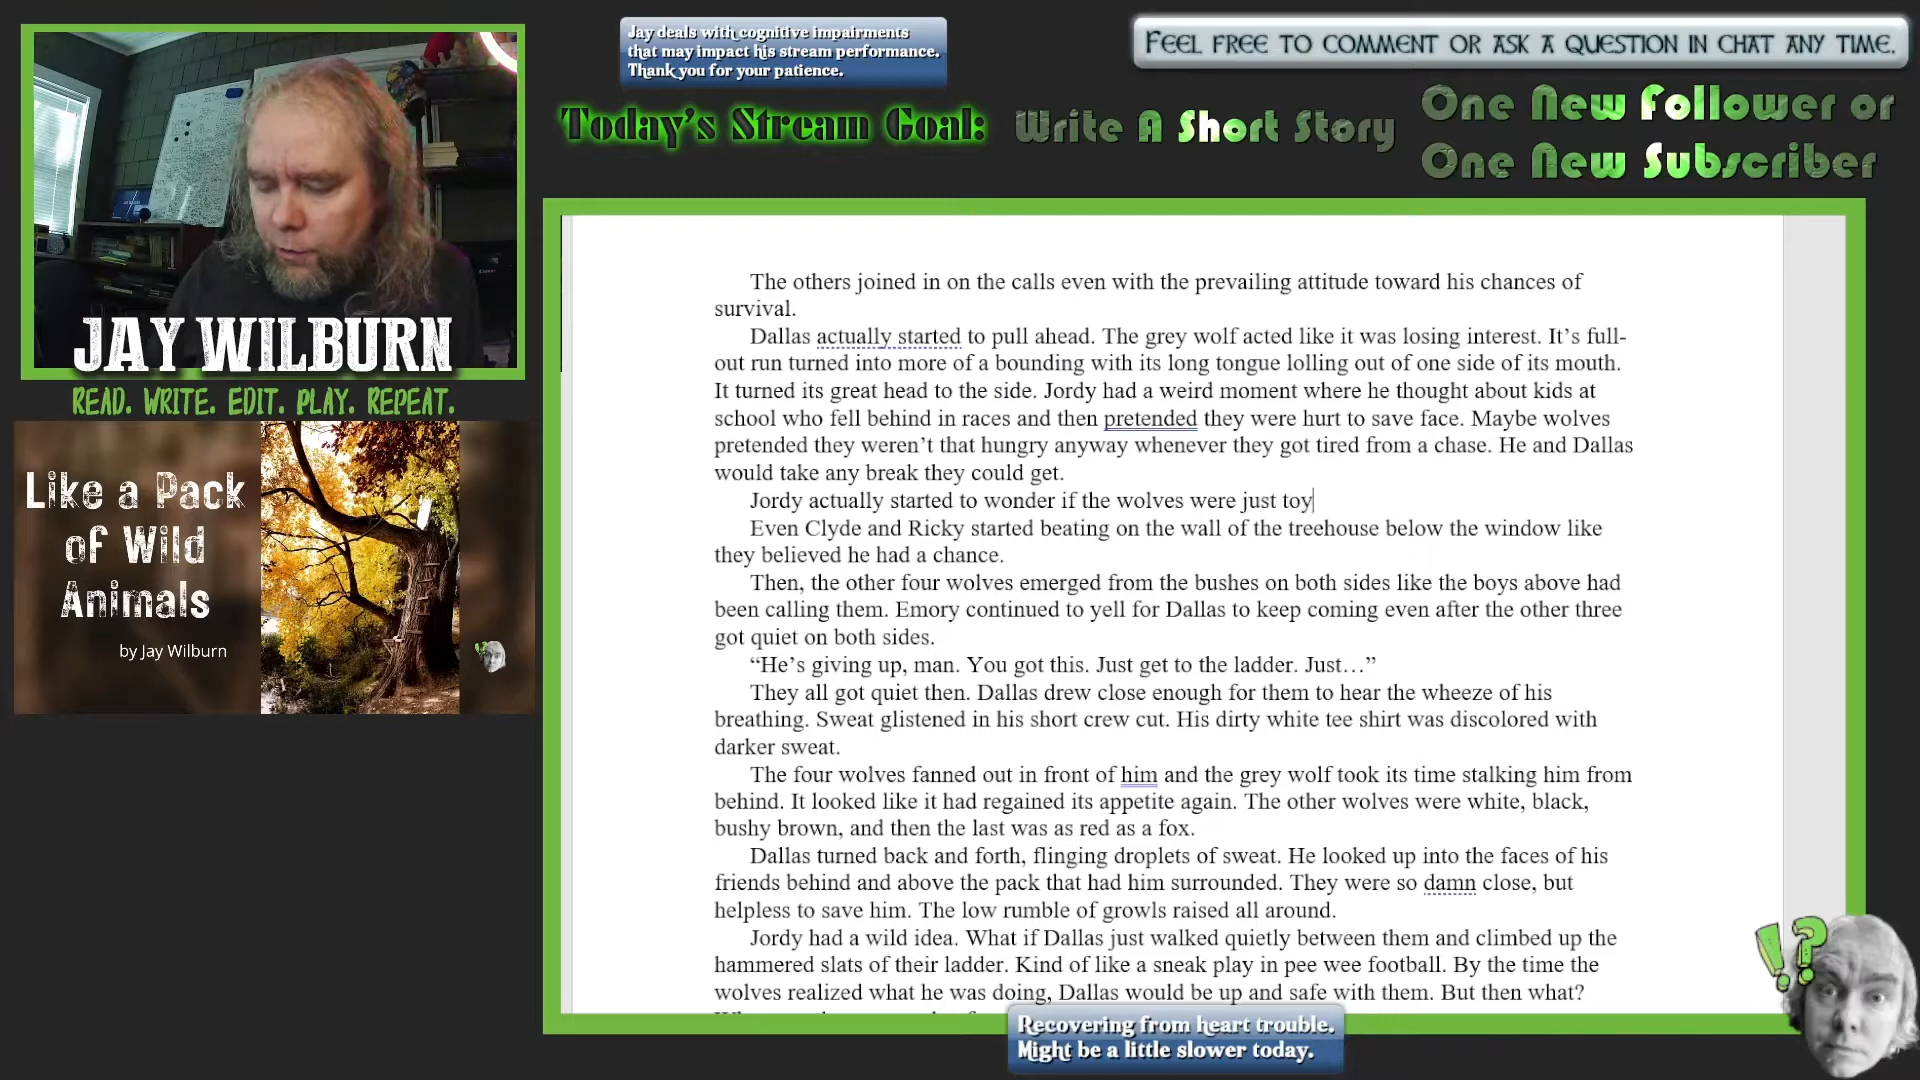 Jay deals with cognitive impairments
that may impact his stream performance.
Thank you for your patience.
FEEL FREE TO COMMENT OR ASK A QUESTION IN CHAT ANY TIME.
Today's Stream Goal:
Write A Short Story
One New Follower or
One New Subscriber
JAY WILBURN
READ. WRITE. EDIT. PLAY. REPEAT.
Like a Pack
of Wild
Animals
by Jay Wilburn
The others joined in on the calls even with the prevailing attitude toward his chances of
survival.
Dallas actually started to pull ahead. The grey wolf acted like it was losing interest. It’s full-
out run turned into more of a bounding with its long tongue lolling out of one side of its mouth.
It turned its great head to the side. Jordy had a weird moment where he thought about kids at
school who fell behind in races and then pretended they were hurt to save face. Maybe wolves
pretended they weren’t that hungry anyway whenever they got tired from a chase. He and Dallas
would take any break they could get.
Jordy actually started to wonder if the wolves were just toy
Even Clyde and Ricky started beating on the wall of the treehouse below the window like
they believed he had a chance.
Then, the other four wolves emerged from the bushes on both sides like the boys above had
been calling them. Emory continued to yell for Dallas to keep coming even after the other three
got quiet on both sides.
“He’s giving up, man. You got this. Just get to the ladder. Just…”
They all got quiet then. Dallas drew close enough for them to hear the wheeze of his
breathing. Sweat glistened in his short crew cut. His dirty white tee shirt was discolored with
darker sweat.
The four wolves fanned out in front of him and the grey wolf took its time stalking him from
behind. It looked like it had regained its appetite again. The other wolves were white, black,
bushy brown, and then the last was as red as a fox.
Dallas turned back and forth, flinging droplets of sweat. He looked up into the faces of his
friends behind and above the pack that had him surrounded. They were so damn close, but
helpless to save him. The low rumble of growls raised all around.
Jordy had a wild idea. What if Dallas just walked quietly between them and climbed up the
hammered slats of their ladder. Kind of like a sneak play in pee wee football. By the time the
wolves realized what he was doing, Dallas would be up and safe with them. But then what?
!?
Recovering from heart trouble.
Might be a little slower today.